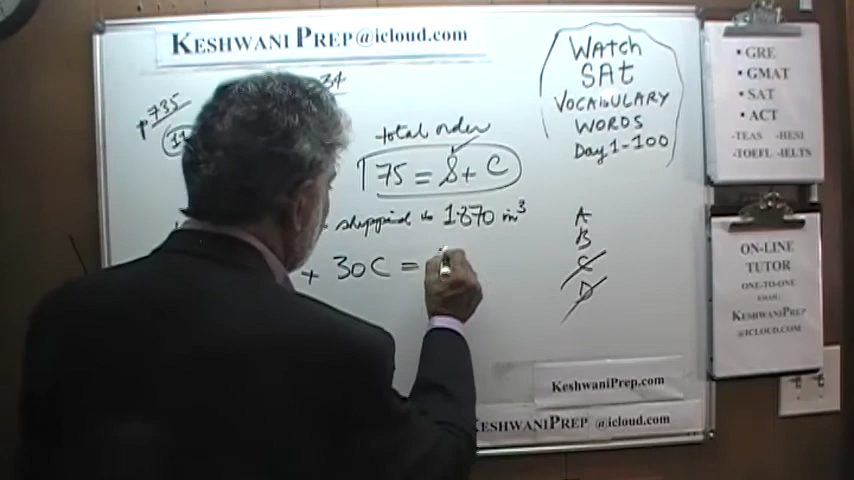 KESHWANI PREP@icloud.com
34
p735
11
total order
75 = S + C
shipped is 1870 in³
+ 30C =
WATCH
SAt
VOCABULARY
WORDS
Day 1-100
A
B
C
D
• GRE
• GMAT
• SAT
• ACT
-TEAS -HESI
-TOEFL -IELTS
ON-LINE
TUTOR
ONE-TO-ONE
EMAIL:
KESHWANIPREP
@ICLOUD.COM
KeshwaniPrep.com
KESHWANIPREP @icloud.com